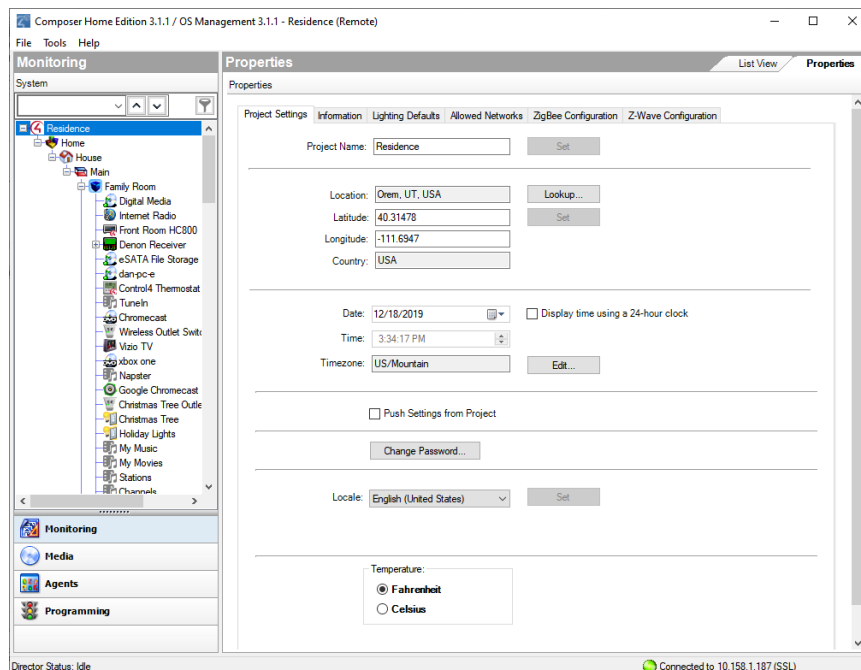 Composer Home Edition 3.1.1 / OS Management 3.1.1 - Residence (Remote)
File Tools Help
Monitoring
Properties
List View
Properties
System
Properties
Residence
Home
House
Main
Family Room
Digital Media
Internet Radio
Front Room HC800
Denon Receiver
eSATA File Storage
dan-pc-e
Control4 Thermostat
TuneIn
Chromecast
Wireless Outlet Switc
Vizio TV
xbox one
Napster
Google Chromecast
Christmas Tree Outle
Christmas Tree
Holiday Lights
My Music
My Movies
Stations
Channels
Monitoring
Media
Agents
Programming
Project Settings Information Lighting Defaults Allowed Networks ZigBee Configuration Z-Wave Configuration
Project Name: Residence Set
Location: Orem, UT, USA Lookup...
Latitude: 40.31478 Set
Longitude: -111.6947
Country: USA
Date: 12/18/2019 Display time using a 24-hour clock
Time: 3:34:17 PM
Timezone: US/Mountain Edit...
Push Settings from Project
Change Password...
Locale: English (United States) Set
Temperature:
Fahrenheit
Celsius
Director Status: Idle
Connected to 10.158.1.187 (SSL)